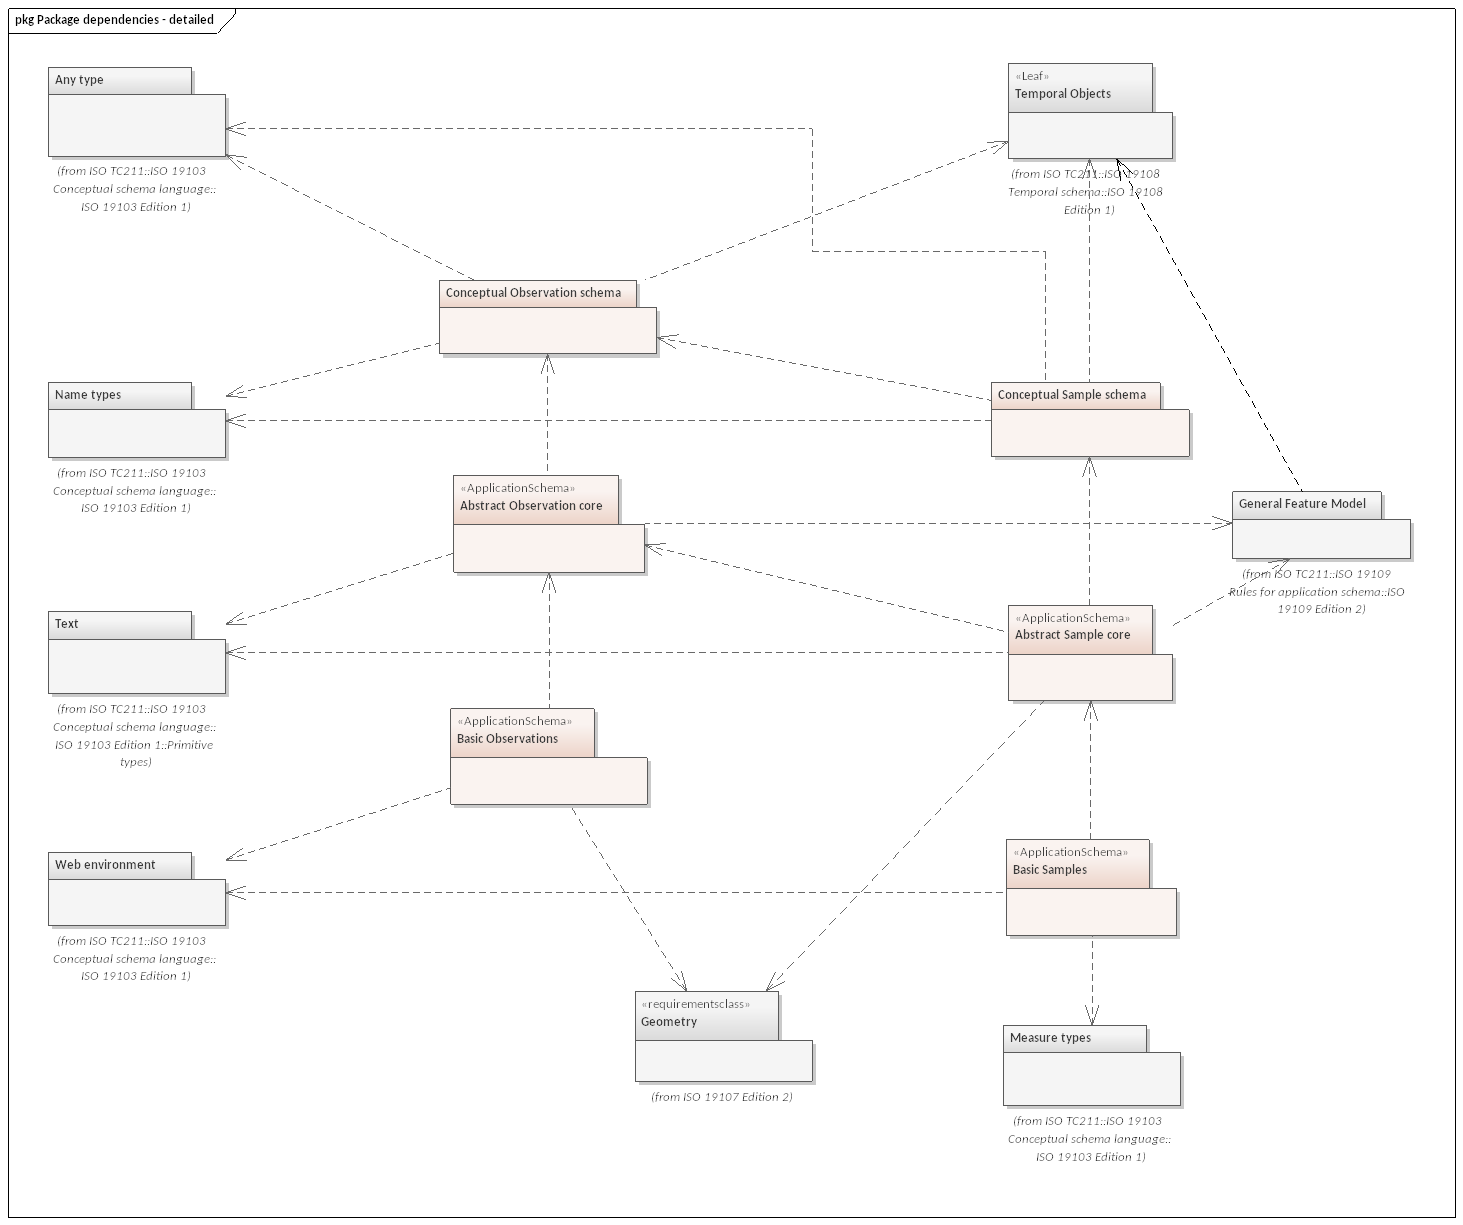 pkg Package dependencies - detailed
Any type
(from ISO TC211::ISO 19103
Conceptual schema language::
ISO 19103 Edition 1)
«Leaf»
Temporal Objects
(from ISO TC211::ISO 19108
Temporal schema::ISO 19108
Edition 1)
Conceptual Observation schema
Name types
(from ISO TC211::ISO 19103
Conceptual schema language::
ISO 19103 Edition 1)
Conceptual Sample schema
«ApplicationSchema»
Abstract Observation core
General Feature Model
(from ISO TC211::ISO 19109
Rules for application schema::ISO
19109 Edition 2)
Text
(from ISO TC211::ISO 19103
Conceptual schema language::
ISO 19103 Edition 1::Primitive
types)
«ApplicationSchema»
Abstract Sample core
«ApplicationSchema»
Basic Observations
Web environment
(from ISO TC211::ISO 19103
Conceptual schema language::
ISO 19103 Edition 1)
«ApplicationSchema»
Basic Samples
«requirementsclass»
Geometry
(from ISO 19107 Edition 2)
Measure types
(from ISO TC211::ISO 19103
Conceptual schema language::
ISO 19103 Edition 1)